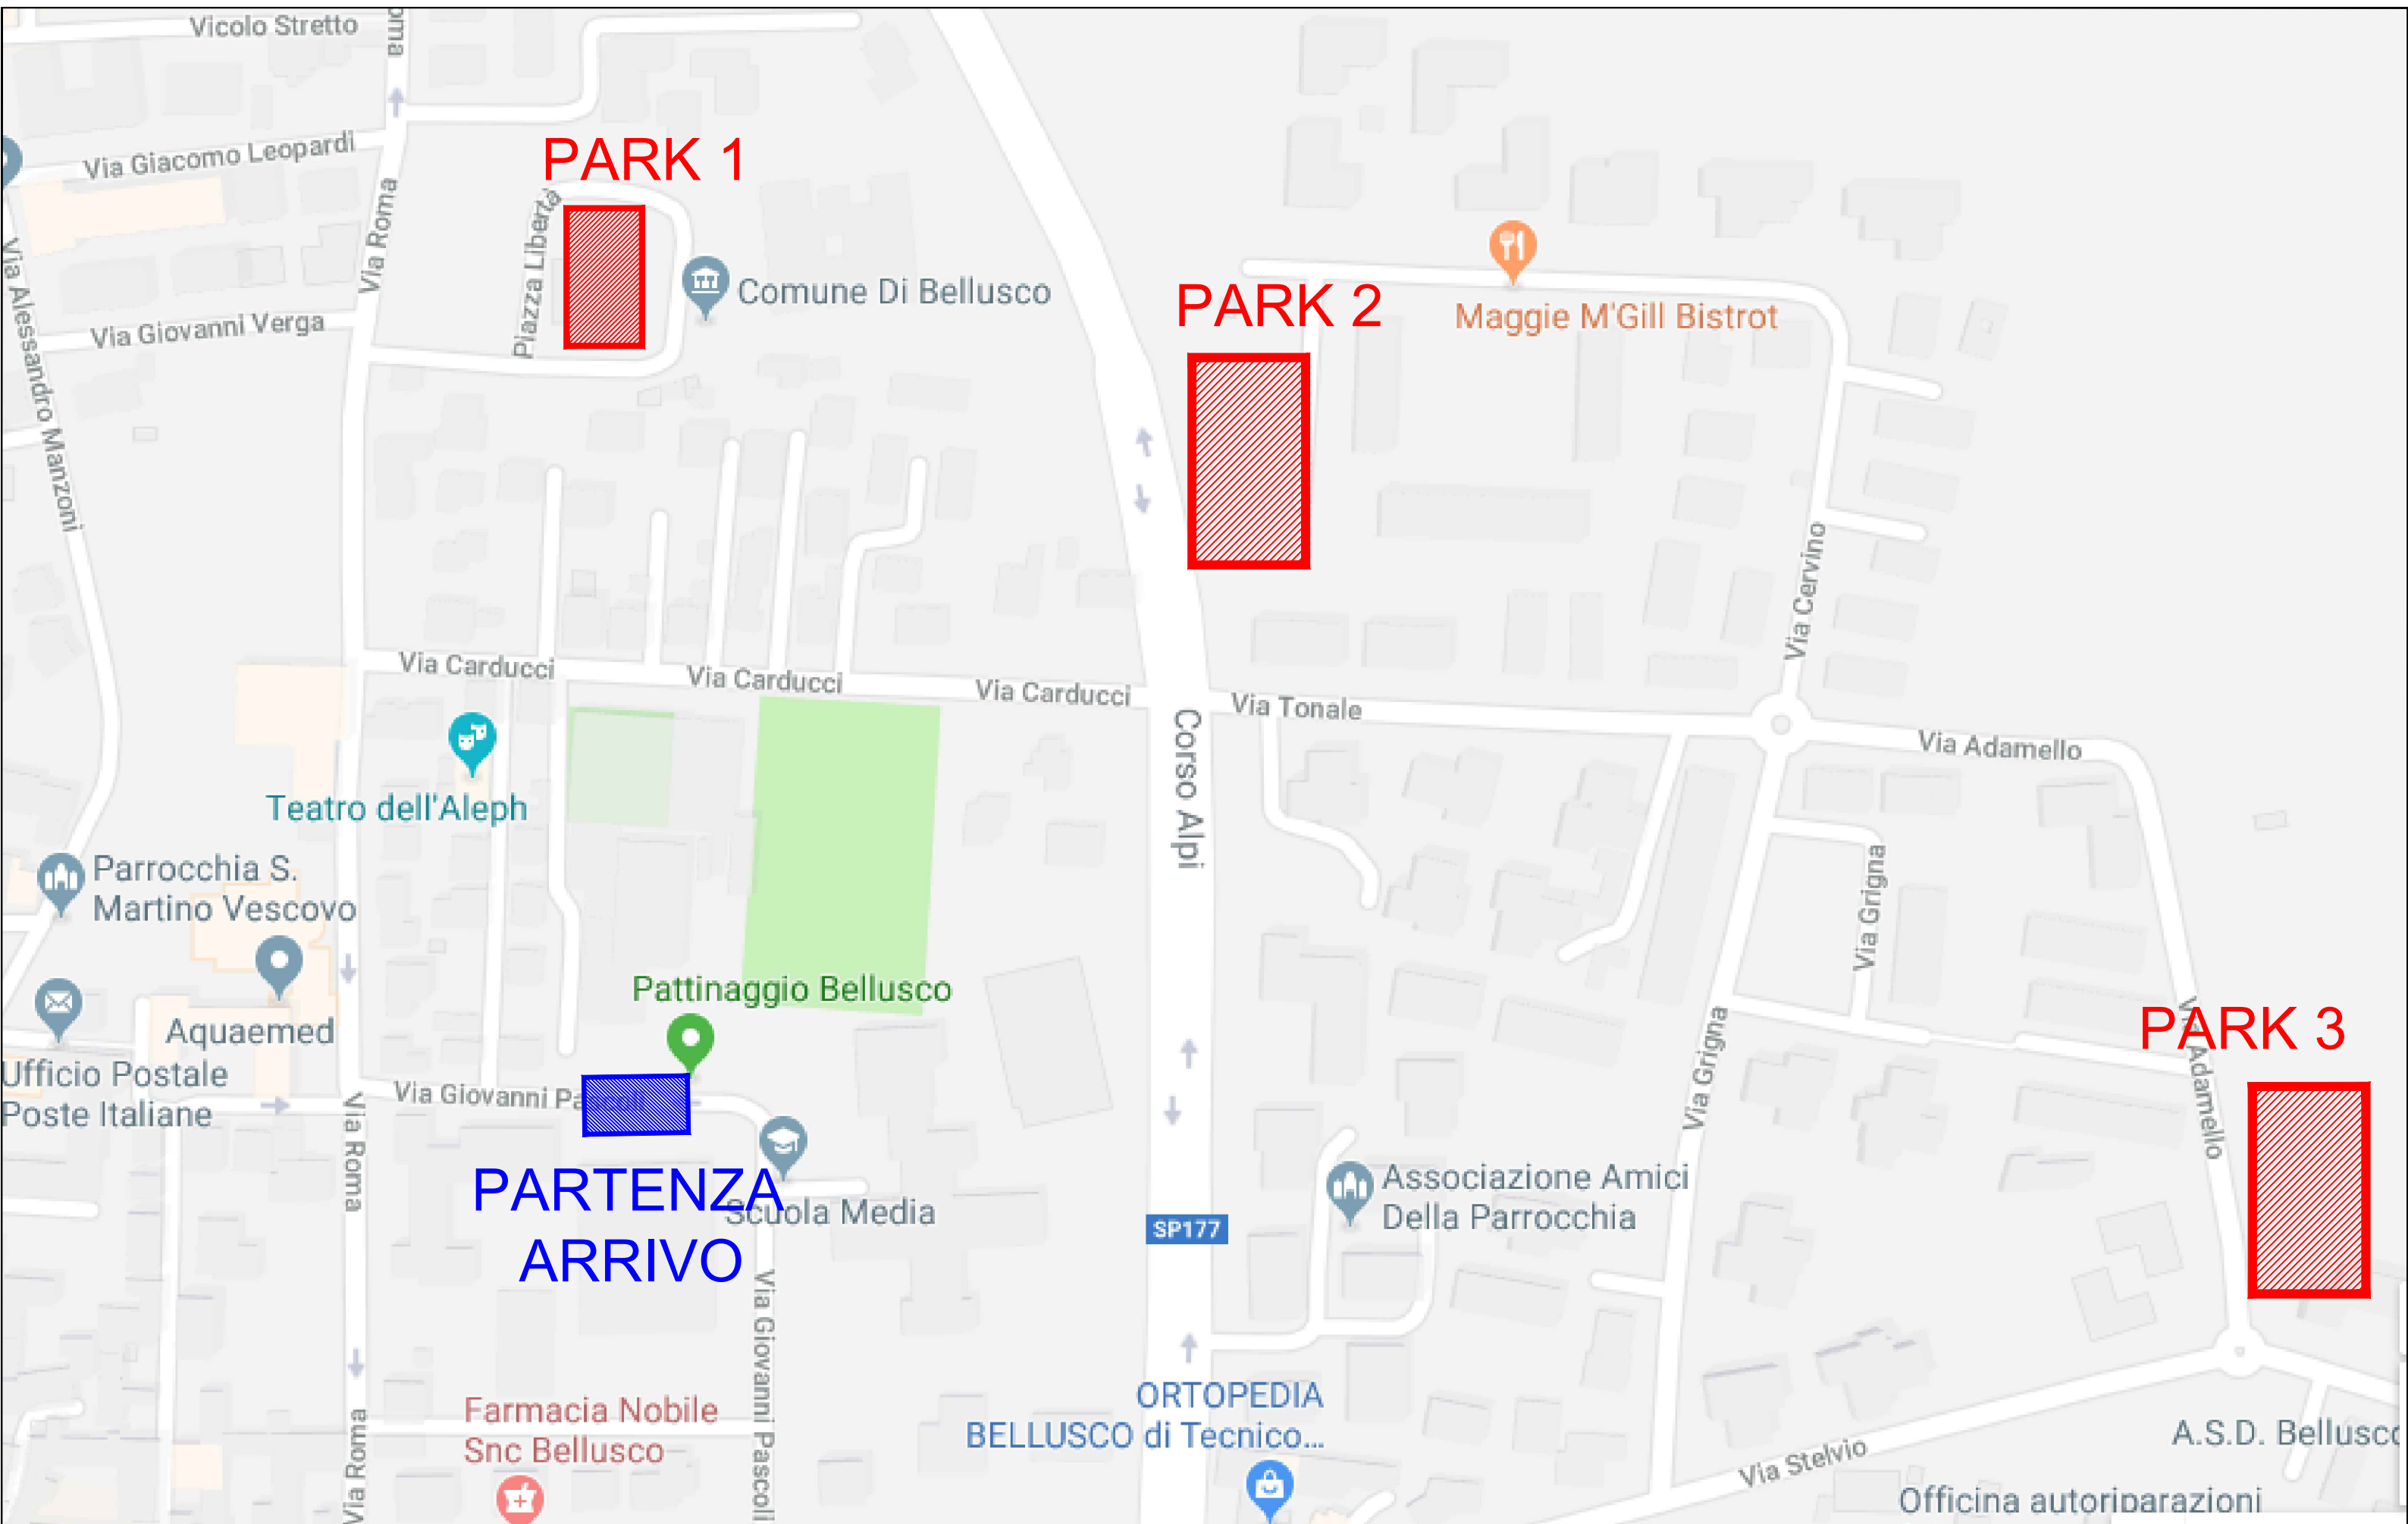 Vicolo Stretto
oma
Via Giacomo Leopardi
PARK 1
Via Roma
Piazza Libertà
Comune Di Bellusco
Via Alessandro Manzoni
Via Giovanni Verga
PARK 2
Maggie M'Gill Bistrot
Via Cervino
Via Carducci
Via Carducci
Via Carducci
Via Tonale
Via Adamello
Corso Alpi
Teatro dell'Aleph
Parrocchia S.
Martino Vescovo
Via Grigna
Pattinaggio Bellusco
Aquaemed
Via Grigna
PARK 3
Via Adamello
Ufficio Postale
Poste Italiane
Via Giovanni Pascoli
Via Roma
PARTENZA
ARRIVO
Scuola Media
Associazione Amici
Della Parrocchia
SP177
Via Giovanni Pascoli
Farmacia Nobile
Snc Bellusco
ORTOPEDIA
BELLUSCO di Tecnico...
Via Roma
Via Stelvio
A.S.D. Bellusco
Officina autoriparazioni